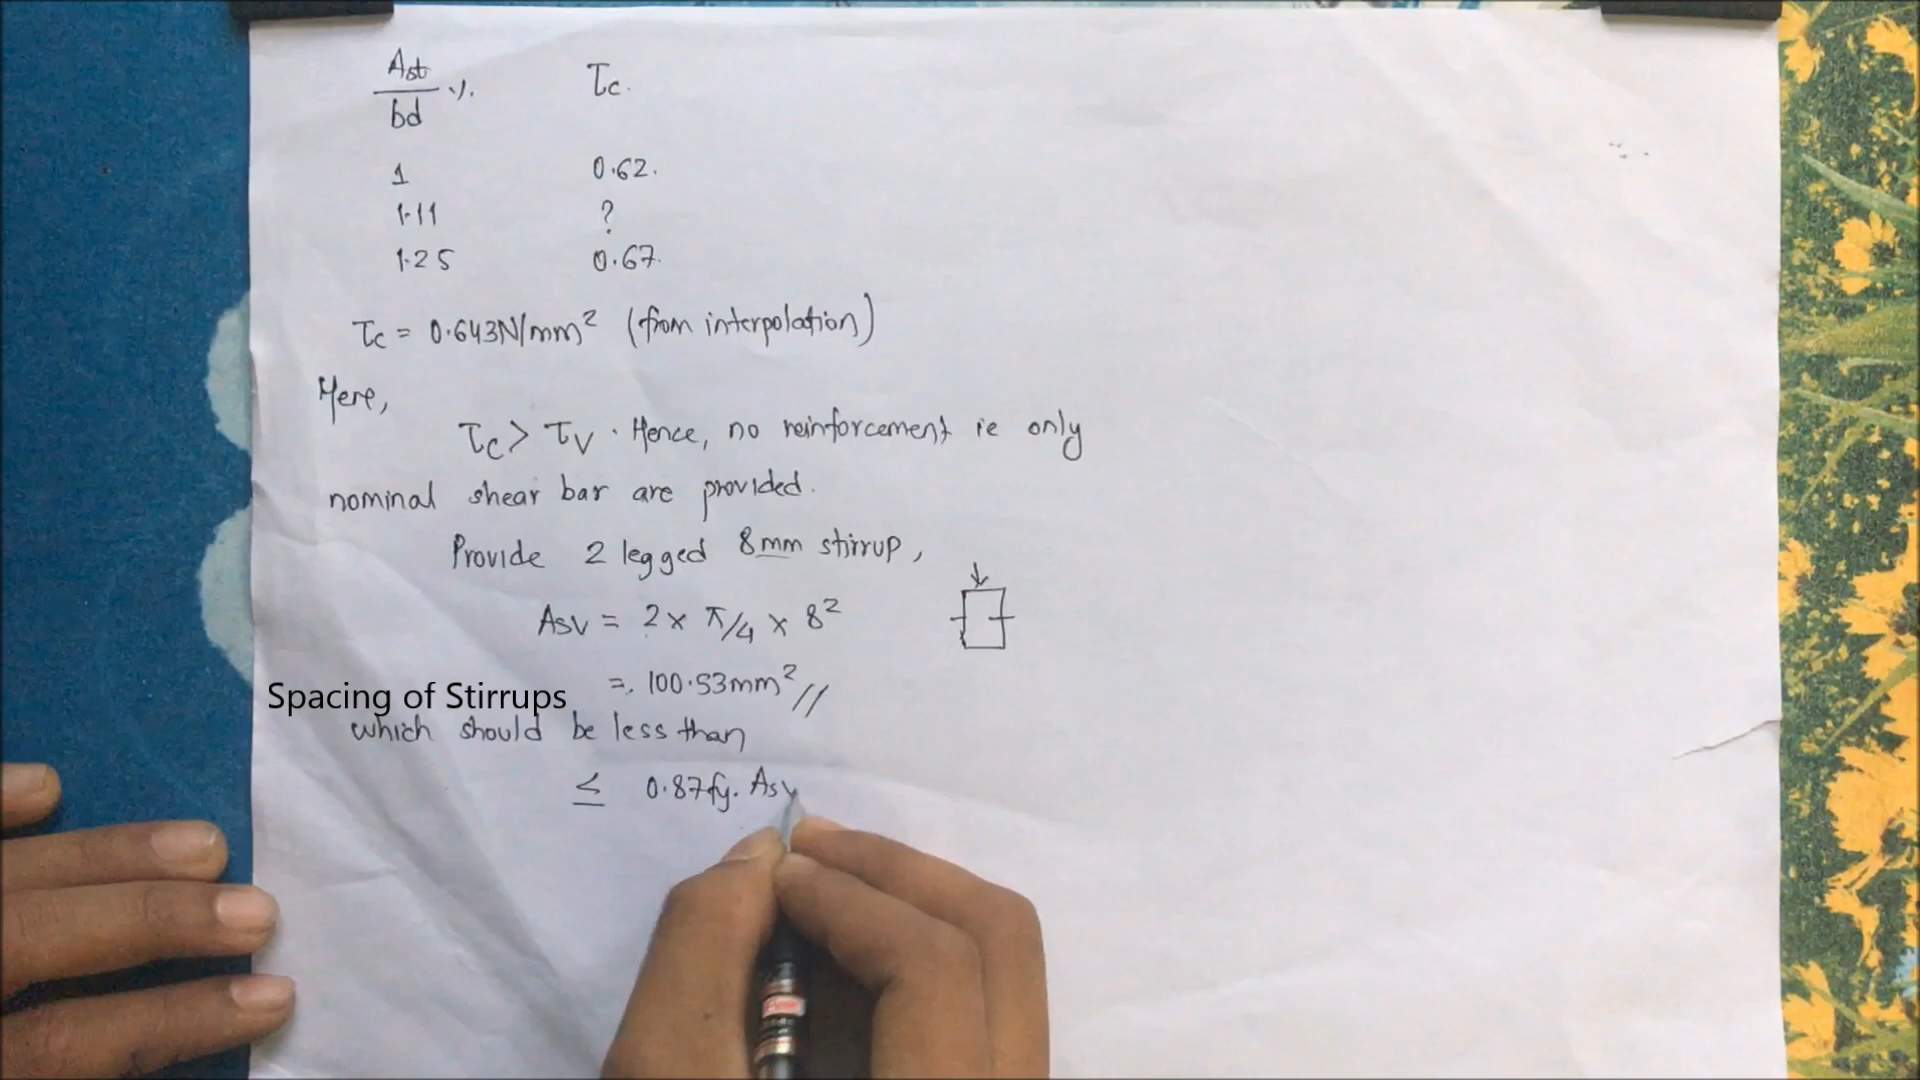 Ast/bd %. τc.
1 0.62.
1.11 ?
1.25 0.67.
τc = 0.643N/mm² (from interpolation)
Here,
τc > τv . Hence, no reinforcement ie only
nominal shear bar are provided.
Provide 2 legged 8mm stirrup,
Asv = 2 x π/4 x 8²
= 100.53mm² //
Spacing of Stirrups
which should be less than
≤ 0.87fy. Asv